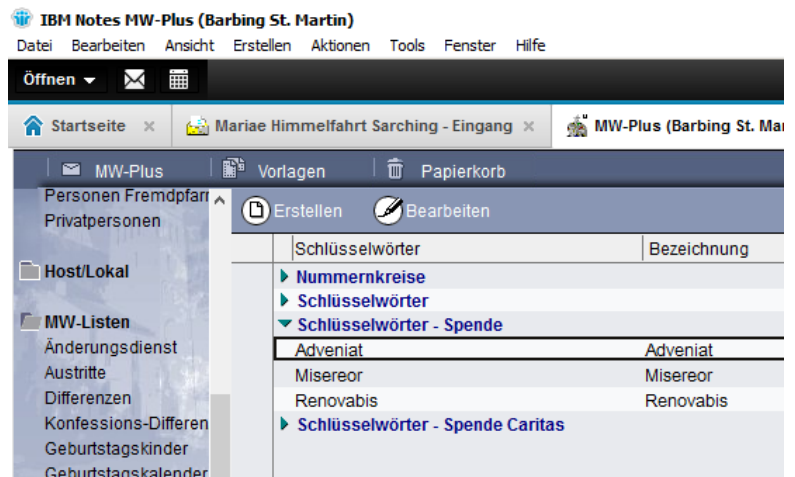 IBM Notes MW-Plus (Barbing St. Martin)
Datei Bearbeiten Ansicht Erstellen Aktionen Tools Fenster Hilfe
Öffnen
Startseite Mariae Himmelfahrt Sarching - Eingang MW-Plus (Barbing St. Mar
MW-Plus Vorlagen Papierkorb
Personen Fremdpfarr
Privatpersonen
Host/Lokal
MW-Listen
Änderungsdienst
Austritte
Differenzen
Konfessions-Differen
Geburtstagskinder
Geburtstagskalender
Erstellen Bearbeiten
Schlüsselwörter Bezeichnung
Nummernkreise
Schlüsselwörter
Schlüsselwörter - Spende
Adveniat Adveniat
Misereor Misereor
Renovabis Renovabis
Schlüsselwörter - Spende Caritas